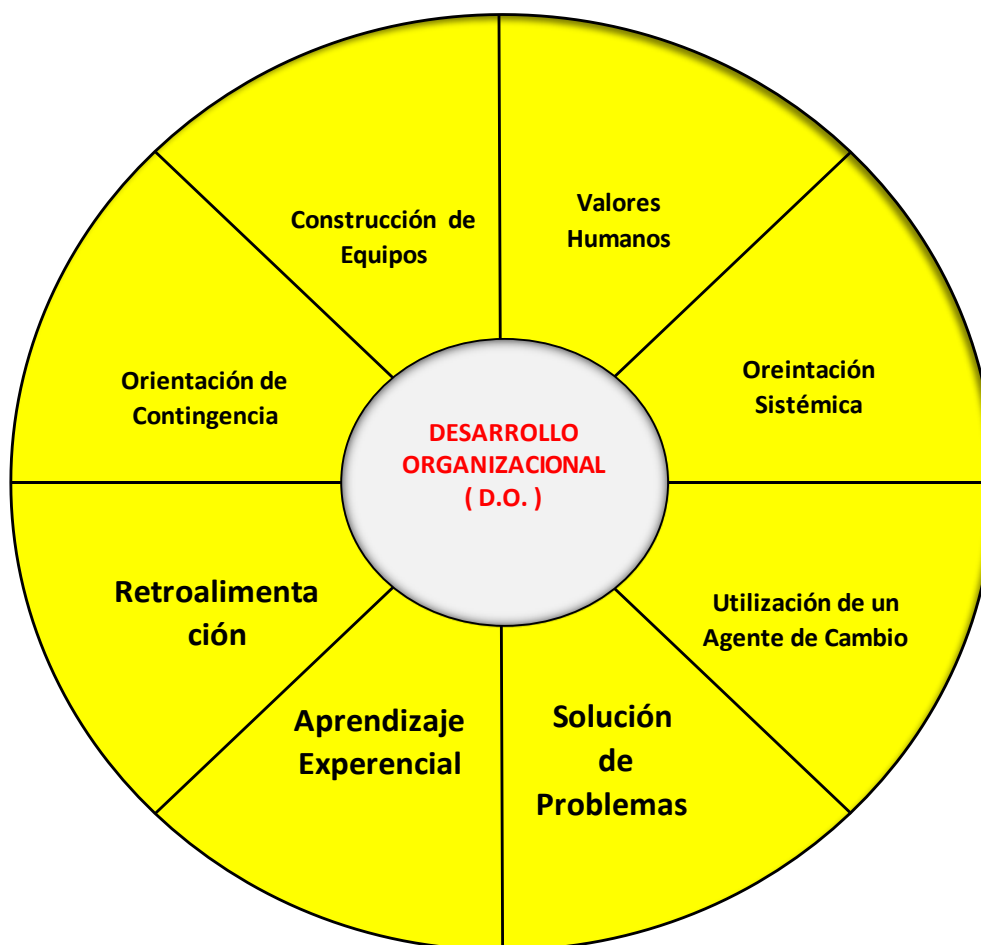 Construcción de
Equipos
Valores
Humanos
Orientación de
Contingencia
Oreintación
Sistémica
DESARROLLO
ORGANIZACIONAL
( D.O. )
Retroalimenta
ción
Utilización de un
Agente de Cambio
Aprendizaje
Experencial
Solución
de
Problemas